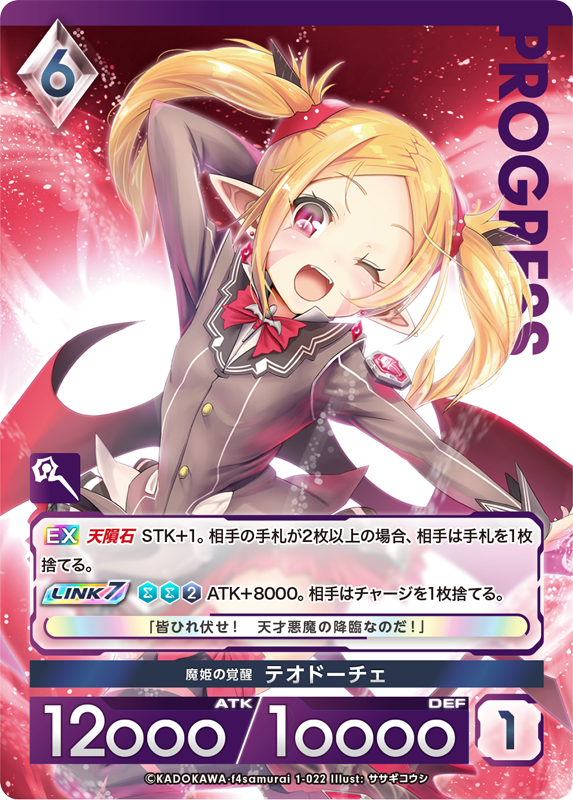 6
PROGRESS
EX 天隕石 STK+1。相手の手札が2枚以上の場合、相手は手札を1枚
捨てる。
LINK 7 Σ Σ 2 ATK+8000。相手はチャージを1枚捨てる。
「皆ひれ伏せ！　天才悪魔の降臨なのだ！」
魔姫の覚醒 テオドーチェ
ATK DEF
12000/10000 1
©KADOKAWA-f4samurai 1-022 Illust: ササギコウシ